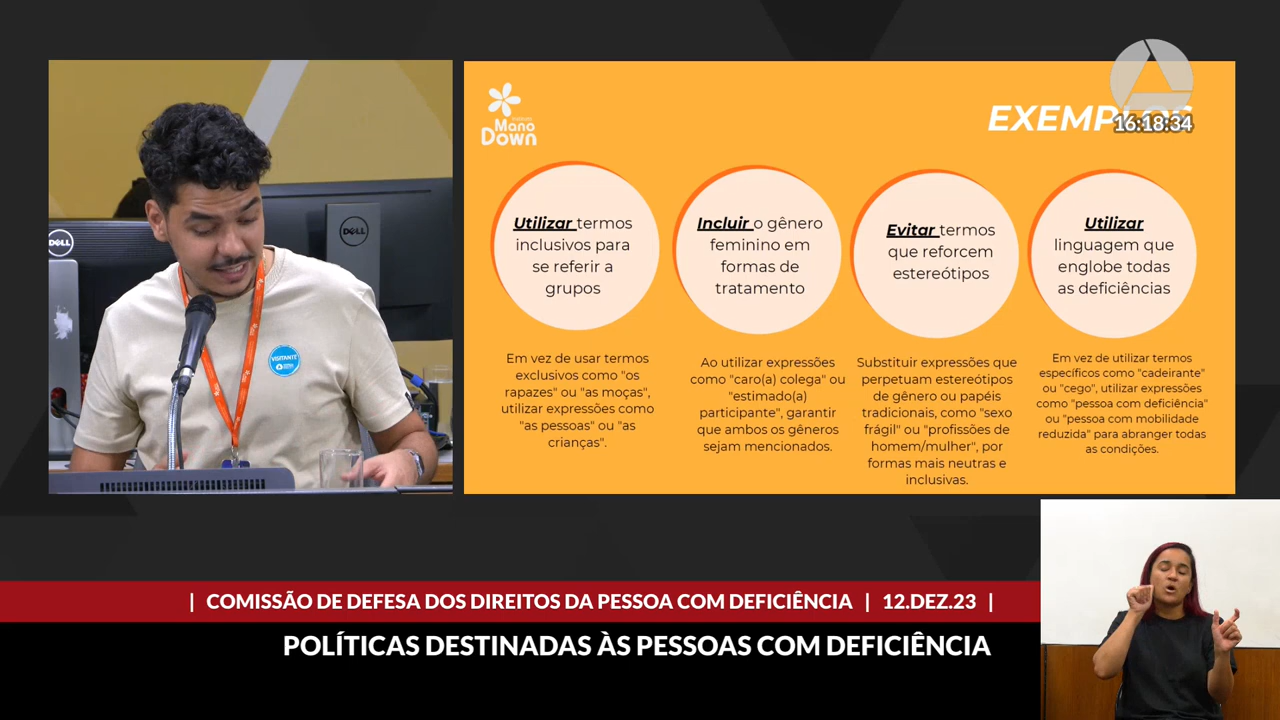 Instituto
Mano
Down
EXEMPLOS
16:18:34
Utilizar termos
inclusivos para
se referir a
grupos
Incluir o gênero
feminino em
formas de
tratamento
Evitar termos
que reforcem
estereótipos
Utilizar
linguagem que
englobe todas
as deficiências
Em vez de usar termos
exclusivos como "os
rapazes" ou "as moças",
utilizar expressões como
"as pessoas" ou "as
crianças".
Ao utilizar expressões
como "caro(a) colega" ou
"estimado(a)
participante", garantir
que ambos os gêneros
sejam mencionados.
Substituir expressões que
perpetuam estereótipos
de gênero ou papéis
tradicionais, como "sexo
frágil" ou "profissões de
homem/mulher", por
formas mais neutras e
inclusivas.
Em vez de utilizar termos
específicos como "cadeirante"
ou "cego", utilizar expressões
como "pessoa com deficiência"
ou "pessoa com mobilidade
reduzida" para abranger todas
as condições.
DELL
DELL
VISITANTE
| COMISSÃO DE DEFESA DOS DIREITOS DA PESSOA COM DEFICIÊNCIA | 12.DEZ.23 |
POLÍTICAS DESTINADAS ÀS PESSOAS COM DEFICIÊNCIA